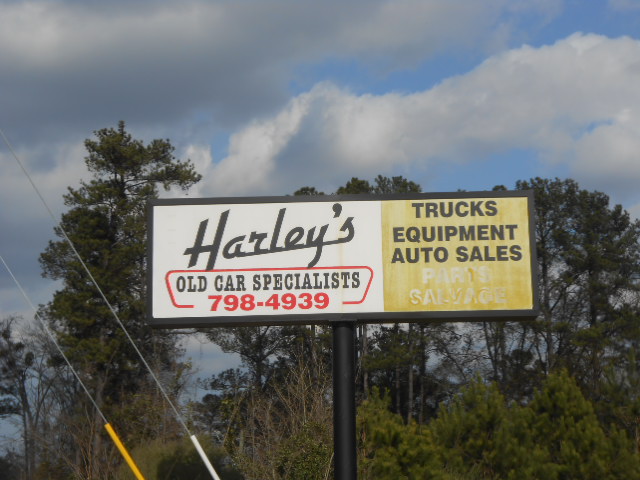 Harley's
OLD CAR SPECIALISTS
798-4939
TRUCKS
EQUIPMENT
AUTO SALES
PARTS
SALVAGE